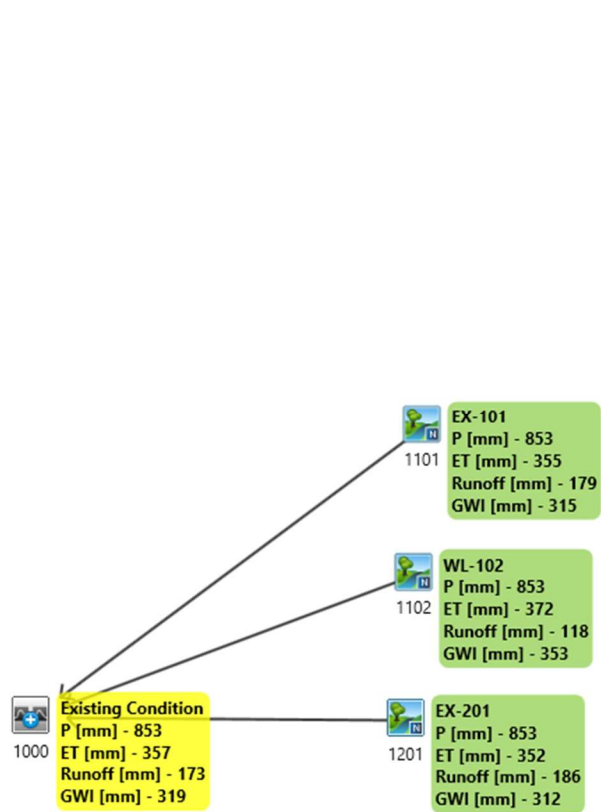 EX-101
P [mm] - 853
ET [mm] - 355
Runoff [mm] - 179
GWI [mm] - 315
N
1101
WL-102
P [mm] - 853
ET [mm] - 372
Runoff [mm] - 118
GWI [mm] - 353
N
1102
Existing Condition
P [mm] - 853
ET [mm] - 357
Runoff [mm] - 173
GWI [mm] - 319
1000
EX-201
P [mm] - 853
ET [mm] - 352
Runoff [mm] - 186
GWI [mm] - 312
N
1201